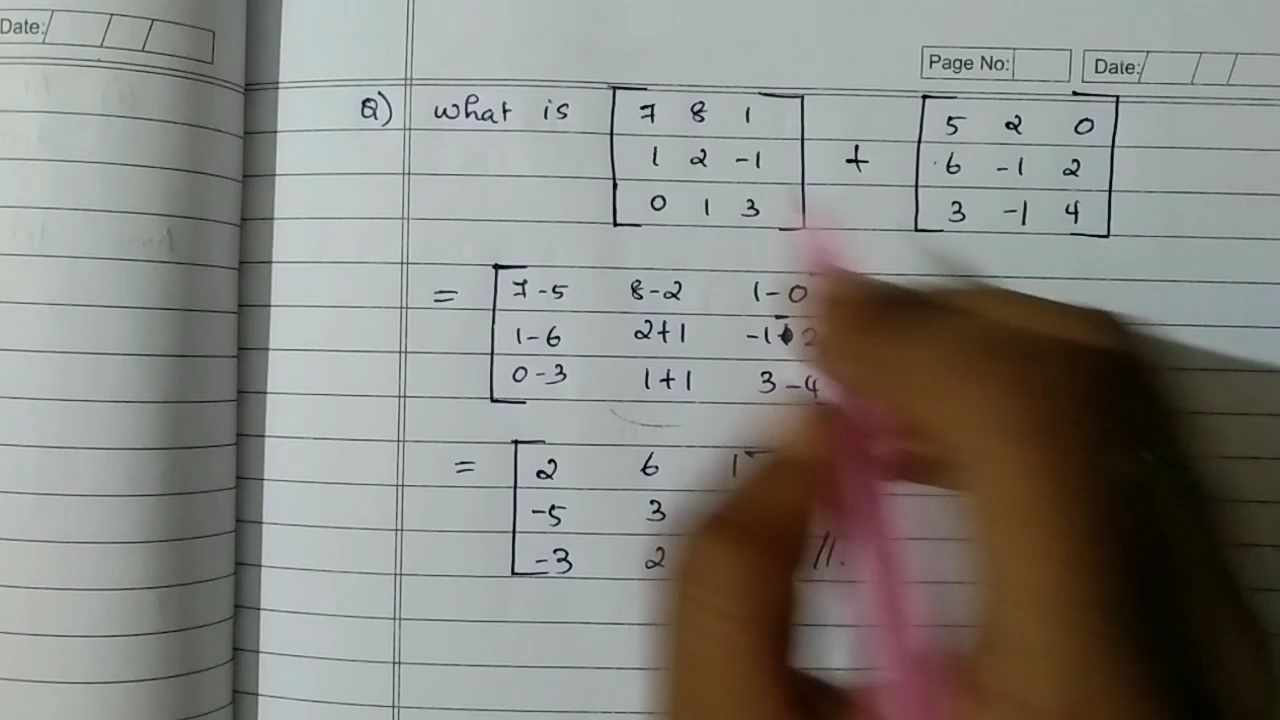 Date:
Page No: Date:
Q) what is [ 7 8 1 ] + [ 5 2 0 ]
1 2 -1 6 -1 2
0 1 3 3 -1 4
= [ 7-5 8-2 1-0
1-6 2+1 -1
0-3 1+1 3-4
= [ 2 6 1
-5 3
-3 2 //.